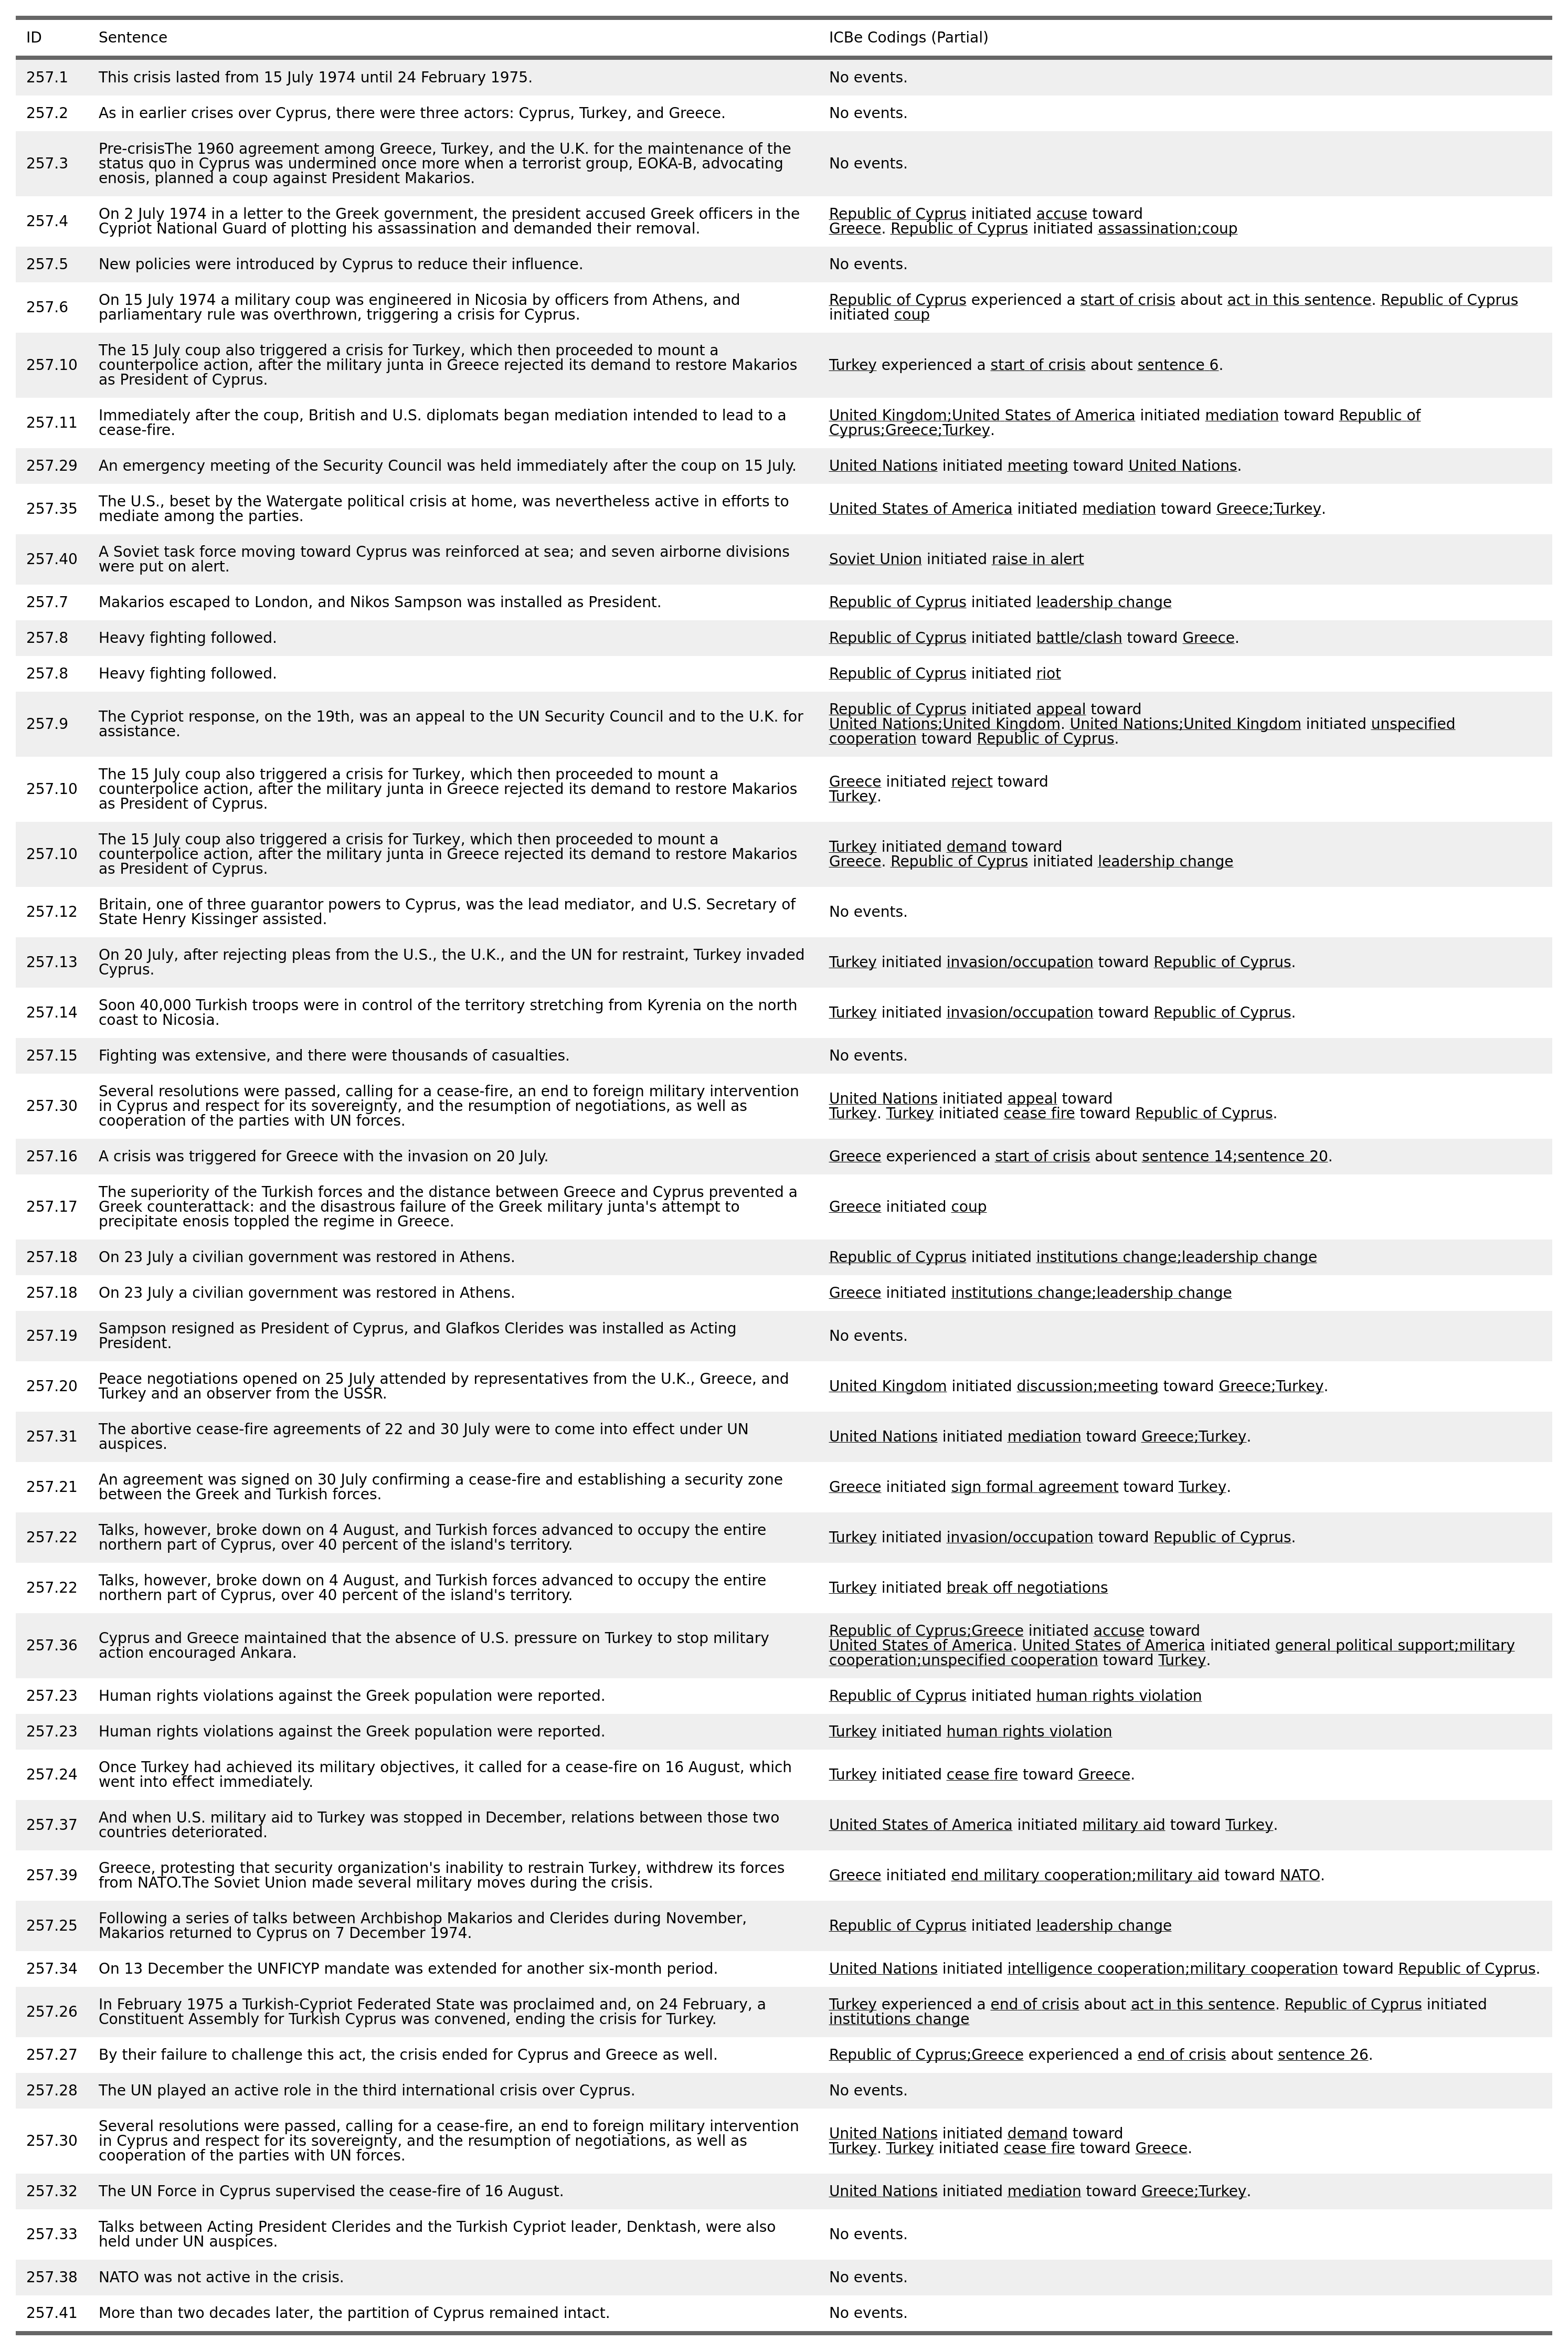 ID Sentence ICBe Codings (Partial)
257.1 This crisis lasted from 15 July 1974 until 24 February 1975. No events.
257.2 As in earlier crises over Cyprus, there were three actors: Cyprus, Turkey, and Greece. No events.
Pre-crisisThe 1960 agreement among Greece, Turkey, and the U.K. for the maintenance of the
257.3 status quo in Cyprus was undermined once more when a terrorist group, EOKA-B, advocating No events.
enosis, planned a coup against President Makarios.
257.4 On 2 July 1974 in a letter to the Greek government, the president accused Greek officers in the Republic of Cyprus initiated accuse toward
Cypriot National Guard of plotting his assassination and demanded their removal. Greece. Republic of Cyprus initiated assassination;coup
257.5 New policies were introduced by Cyprus to reduce their influence. No events.
257.6 On 15 July 1974 a military coup was engineered in Nicosia by officers from Athens, and Republic of Cyprus experienced a start of crisis about act in this sentence. Republic of Cyprus
parliamentary rule was overthrown, triggering a crisis for Cyprus. initiated coup
The 15 July coup also triggered a crisis for Turkey, which then proceeded to mount a
257.10 counterpolice action, after the military junta in Greece rejected its demand to restore Makarios Turkey experienced a start of crisis about sentence 6.
as President of Cyprus.
257.11 Immediately after the coup, British and U.S. diplomats began mediation intended to lead to a United Kingdom;United States of America initiated mediation toward Republic of
cease-fire. Cyprus;Greece;Turkey.
257.29 An emergency meeting of the Security Council was held immediately after the coup on 15 July. United Nations initiated meeting toward United Nations.
257.35 The U.S., beset by the Watergate political crisis at home, was nevertheless active in efforts to United States of America initiated mediation toward Greece;Turkey.
mediate among the parties.
257.40 A Soviet task force moving toward Cyprus was reinforced at sea; and seven airborne divisions Soviet Union initiated raise in alert
were put on alert.
257.7 Makarios escaped to London, and Nikos Sampson was installed as President. Republic of Cyprus initiated leadership change
257.8 Heavy fighting followed. Republic of Cyprus initiated battle/clash toward Greece.
257.8 Heavy fighting followed. Republic of Cyprus initiated riot
Republic of Cyprus initiated appeal toward
257.9 The Cypriot response, on the 19th, was an appeal to the UN Security Council and to the U.K. for United Nations;United Kingdom. United Nations;United Kingdom initiated unspecified
assistance. cooperation toward Republic of Cyprus.
The 15 July coup also triggered a crisis for Turkey, which then proceeded to mount a Greece initiated reject toward
257.10 counterpolice action, after the military junta in Greece rejected its demand to restore Makarios Turkey.
as President of Cyprus.
The 15 July coup also triggered a crisis for Turkey, which then proceeded to mount a Turkey initiated demand toward
257.10 counterpolice action, after the military junta in Greece rejected its demand to restore Makarios Greece. Republic of Cyprus initiated leadership change
as President of Cyprus.
257.12 Britain, one of three guarantor powers to Cyprus, was the lead mediator, and U.S. Secretary of No events.
State Henry Kissinger assisted.
257.13 On 20 July, after rejecting pleas from the U.S., the U.K., and the UN for restraint, Turkey invaded Turkey initiated invasion/occupation toward Republic of Cyprus.
Cyprus.
257.14 Soon 40,000 Turkish troops were in control of the territory stretching from Kyrenia on the north Turkey initiated invasion/occupation toward Republic of Cyprus.
coast to Nicosia.
257.15 Fighting was extensive, and there were thousands of casualties. No events.
Several resolutions were passed, calling for a cease-fire, an end to foreign military intervention United Nations initiated appeal toward
257.30 in Cyprus and respect for its sovereignty, and the resumption of negotiations, as well as Turkey. Turkey initiated cease fire toward Republic of Cyprus.
cooperation of the parties with UN forces.
257.16 A crisis was triggered for Greece with the invasion on 20 July. Greece experienced a start of crisis about sentence 14;sentence 20.
The superiority of the Turkish forces and the distance between Greece and Cyprus prevented a
257.17 Greek counterattack: and the disastrous failure of the Greek military junta's attempt to Greece initiated coup
precipitate enosis toppled the regime in Greece.
257.18 On 23 July a civilian government was restored in Athens. Republic of Cyprus initiated institutions change;leadership change
257.18 On 23 July a civilian government was restored in Athens. Greece initiated institutions change;leadership change
257.19 Sampson resigned as President of Cyprus, and Glafkos Clerides was installed as Acting No events.
President.
257.20 Peace negotiations opened on 25 July attended by representatives from the U.K., Greece, and United Kingdom initiated discussion;meeting toward Greece;Turkey.
Turkey and an observer from the USSR.
257.31 The abortive cease-fire agreements of 22 and 30 July were to come into effect under UN United Nations initiated mediation toward Greece;Turkey.
auspices.
257.21 An agreement was signed on 30 July confirming a cease-fire and establishing a security zone Greece initiated sign formal agreement toward Turkey.
between the Greek and Turkish forces.
257.22 Talks, however, broke down on 4 August, and Turkish forces advanced to occupy the entire Turkey initiated invasion/occupation toward Republic of Cyprus.
northern part of Cyprus, over 40 percent of the island's territory.
257.22 Talks, however, broke down on 4 August, and Turkish forces advanced to occupy the entire Turkey initiated break off negotiations
northern part of Cyprus, over 40 percent of the island's territory.
Republic of Cyprus;Greece initiated accuse toward
257.36 Cyprus and Greece maintained that the absence of U.S. pressure on Turkey to stop military United States of America. United States of America initiated general political support;military
action encouraged Ankara. cooperation;unspecified cooperation toward Turkey.
257.23 Human rights violations against the Greek population were reported. Republic of Cyprus initiated human rights violation
257.23 Human rights violations against the Greek population were reported. Turkey initiated human rights violation
257.24 Once Turkey had achieved its military objectives, it called for a cease-fire on 16 August, which Turkey initiated cease fire toward Greece.
went into effect immediately.
257.37 And when U.S. military aid to Turkey was stopped in December, relations between those two United States of America initiated military aid toward Turkey.
countries deteriorated.
257.39 Greece, protesting that security organization's inability to restrain Turkey, withdrew its forces Greece initiated end military cooperation;military aid toward NATO.
from NATO.The Soviet Union made several military moves during the crisis.
257.25 Following a series of talks between Archbishop Makarios and Clerides during November, Republic of Cyprus initiated leadership change
Makarios returned to Cyprus on 7 December 1974.
257.34 On 13 December the UNFICYP mandate was extended for another six-month period. United Nations initiated intelligence cooperation;military cooperation toward Republic of Cyprus.
257.26 In February 1975 a Turkish-Cypriot Federated State was proclaimed and, on 24 February, a Turkey experienced a end of crisis about act in this sentence. Republic of Cyprus initiated
Constituent Assembly for Turkish Cyprus was convened, ending the crisis for Turkey. institutions change
257.27 By their failure to challenge this act, the crisis ended for Cyprus and Greece as well. Republic of Cyprus;Greece experienced a end of crisis about sentence 26.
257.28 The UN played an active role in the third international crisis over Cyprus. No events.
Several resolutions were passed, calling for a cease-fire, an end to foreign military intervention United Nations initiated demand toward
257.30 in Cyprus and respect for its sovereignty, and the resumption of negotiations, as well as Turkey. Turkey initiated cease fire toward Greece.
cooperation of the parties with UN forces.
257.32 The UN Force in Cyprus supervised the cease-fire of 16 August. United Nations initiated mediation toward Greece;Turkey.
257.33 Talks between Acting President Clerides and the Turkish Cypriot leader, Denktash, were also No events.
held under UN auspices.
257.38 NATO was not active in the crisis. No events.
257.41 More than two decades later, the partition of Cyprus remained intact. No events.